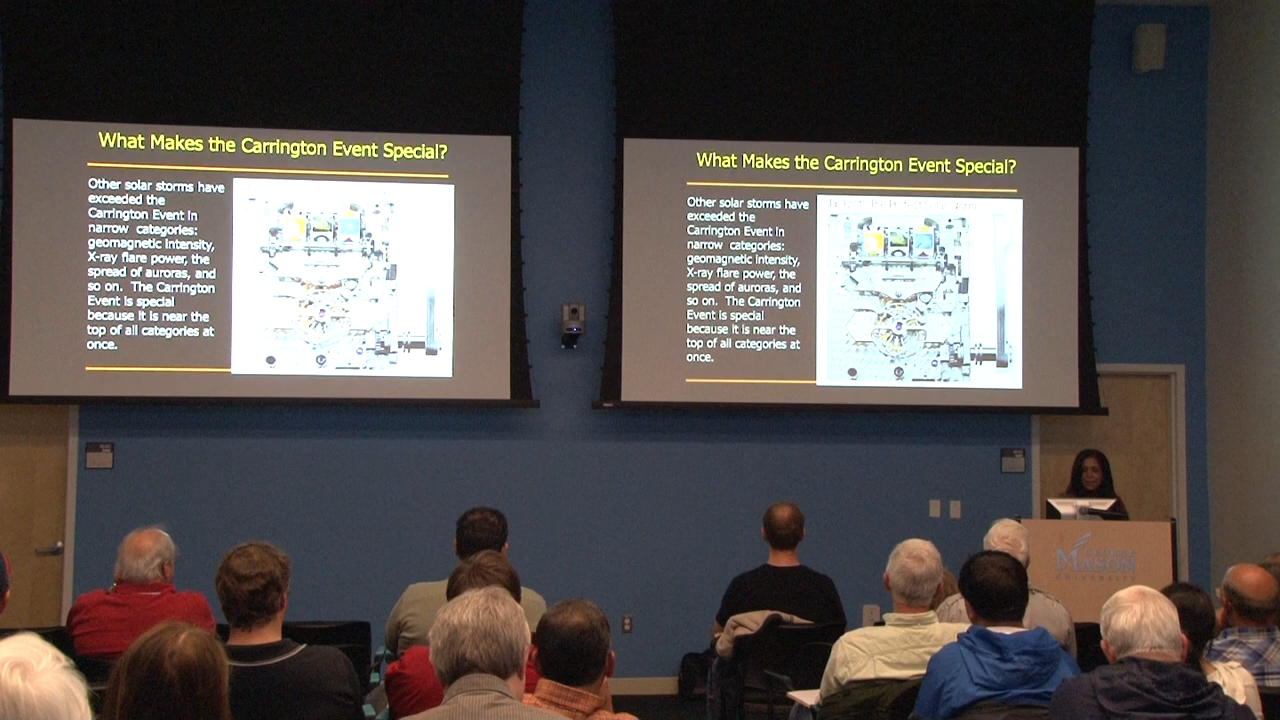 What Makes the Carrington Event Special?
Other solar storms have
exceeded the
Carrington Event in
narrow categories:
geomagnetic intensity,
X-ray flare power, the
spread of auroras, and
so on. The Carrington
Event is special
because it is near the
top of all categories at
once.
What Makes the Carrington Event Special?
Other solar storms have
exceeded the
Carrington Event in
narrow categories:
geomagnetic intensity,
X-ray flare power, the
spread of auroras, and
so on. The Carrington
Event is special
because it is near the
top of all categories at
once.
GEORGE
MASON
UNIVERSITY